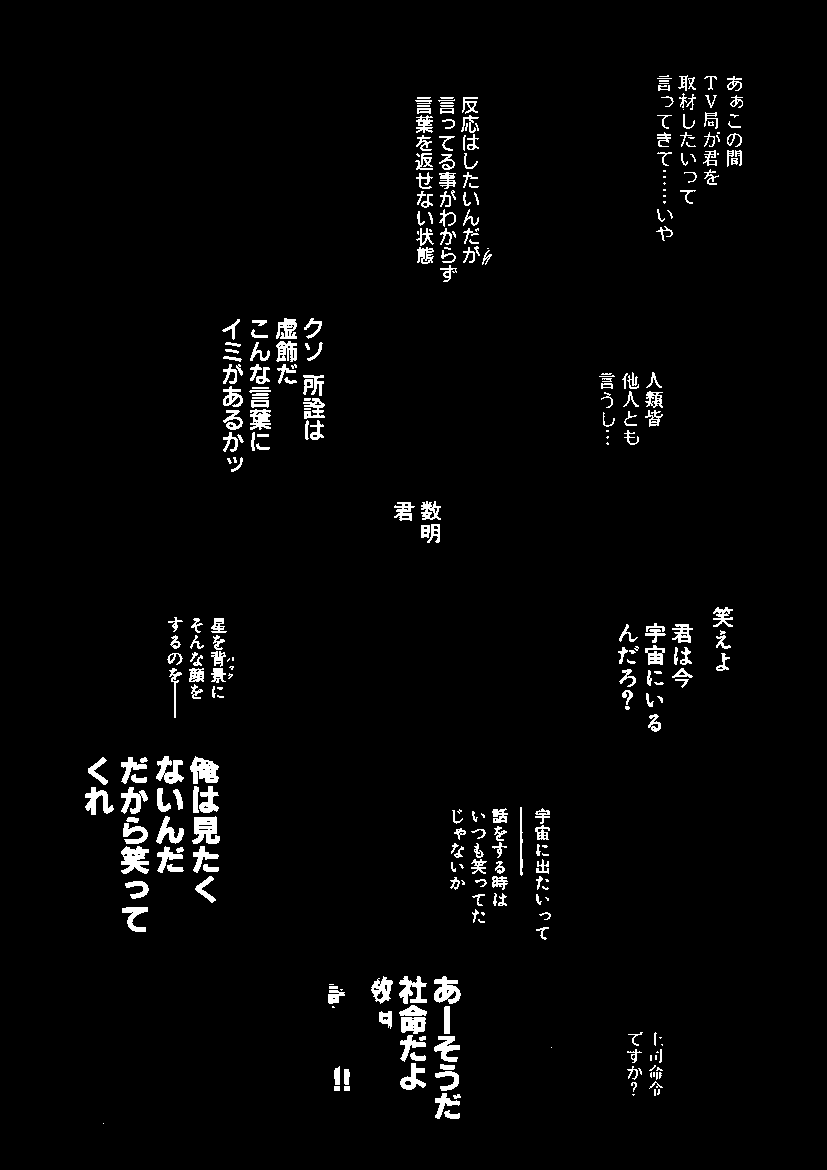 あぁこの間
ＴＶ局が君を
取材したいって
言ってきて……いや
反応はしたいんだが
言ってる事がわからず
言葉を返せない状態
人類皆
他人とも
言うし…
クソ 所詮は
虚飾だ
こんな言葉に
イミがあるかッ
数明
君
笑えよ
君は今
宇宙にいる
んだろ？
星を背景に
バック
そんな顔を
するのを――
俺は見たく
ないんだ
だから笑って
くれ
――宇宙に出たいって
話をする時は
いつも笑ってた
じゃないか
上司命令
ですか？
あーそうだ
社命だよ
!!